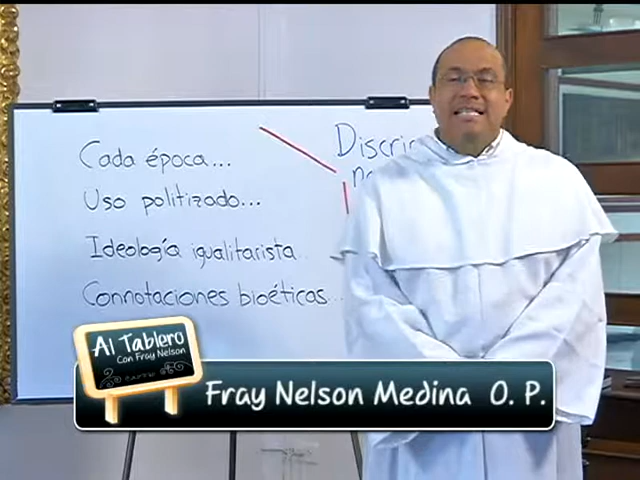 Cada época...
Uso politizado...
Ideología igualitarista
Connotaciones bioéticas...
Al Tablero
Con Fray Nelson
Fray Nelson Medina O. P.